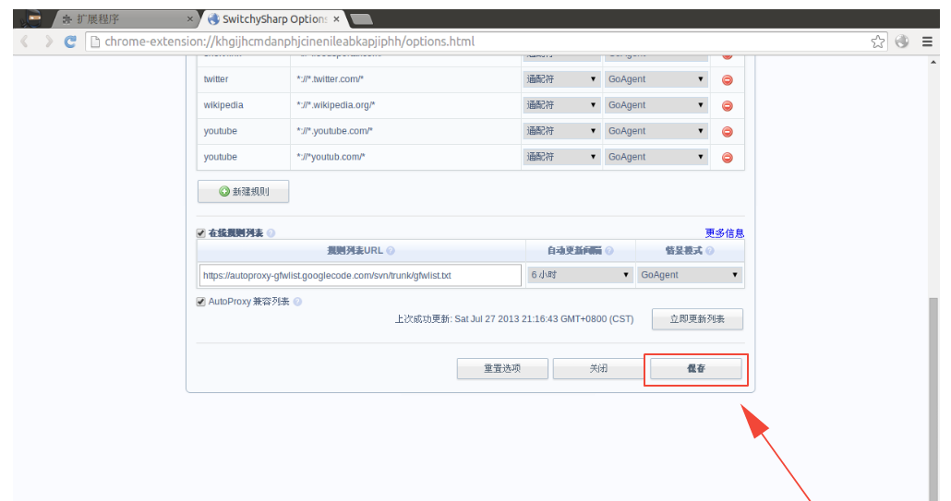 扩展程序 × SwitchySharp Options ×
chrome-extension://khgijhcmdanphjcinenileabkapjiphh/options.html
twitter *://*.twitter.com/* 通配符 GoAgent
wikipedia *://*.wikipedia.org/* 通配符 GoAgent
youtube *://*.youtube.com/* 通配符 GoAgent
youtube *://*youtub.com/* 通配符 GoAgent
新建规则
在线规则列表 更多信息
规则列表URL 自动更新间隔 情景模式
https://autoproxy-gfwlist.googlecode.com/svn/trunk/gfwlist.txt 6 小时 GoAgent
AutoProxy 兼容列表
上次成功更新: Sat Jul 27 2013 21:16:43 GMT+0800 (CST) 立即更新列表
重置选项 关闭 保存